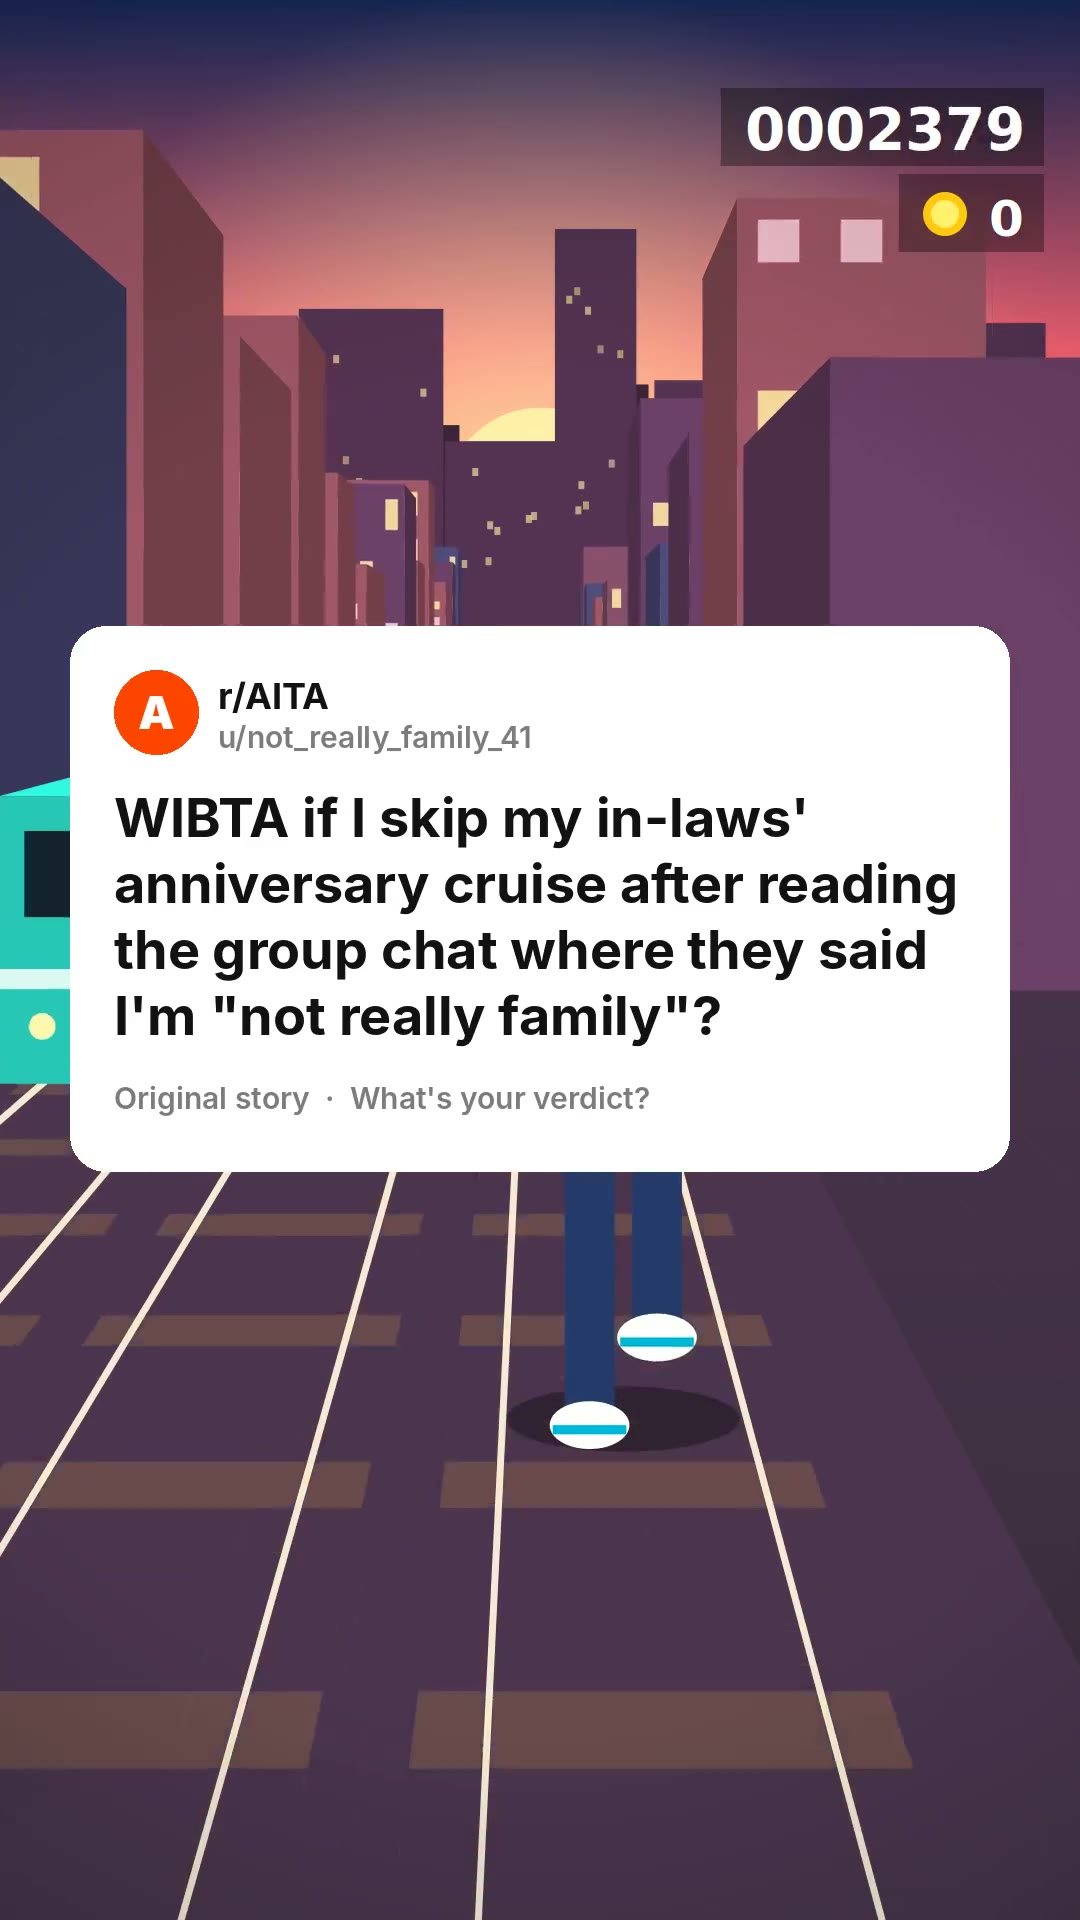 0002379
0
A
r/AITA
u/not_really_family_41
WIBTA if I skip my in-laws'
anniversary cruise after reading
the group chat where they said
I'm "not really family"?
Original story · What's your verdict?